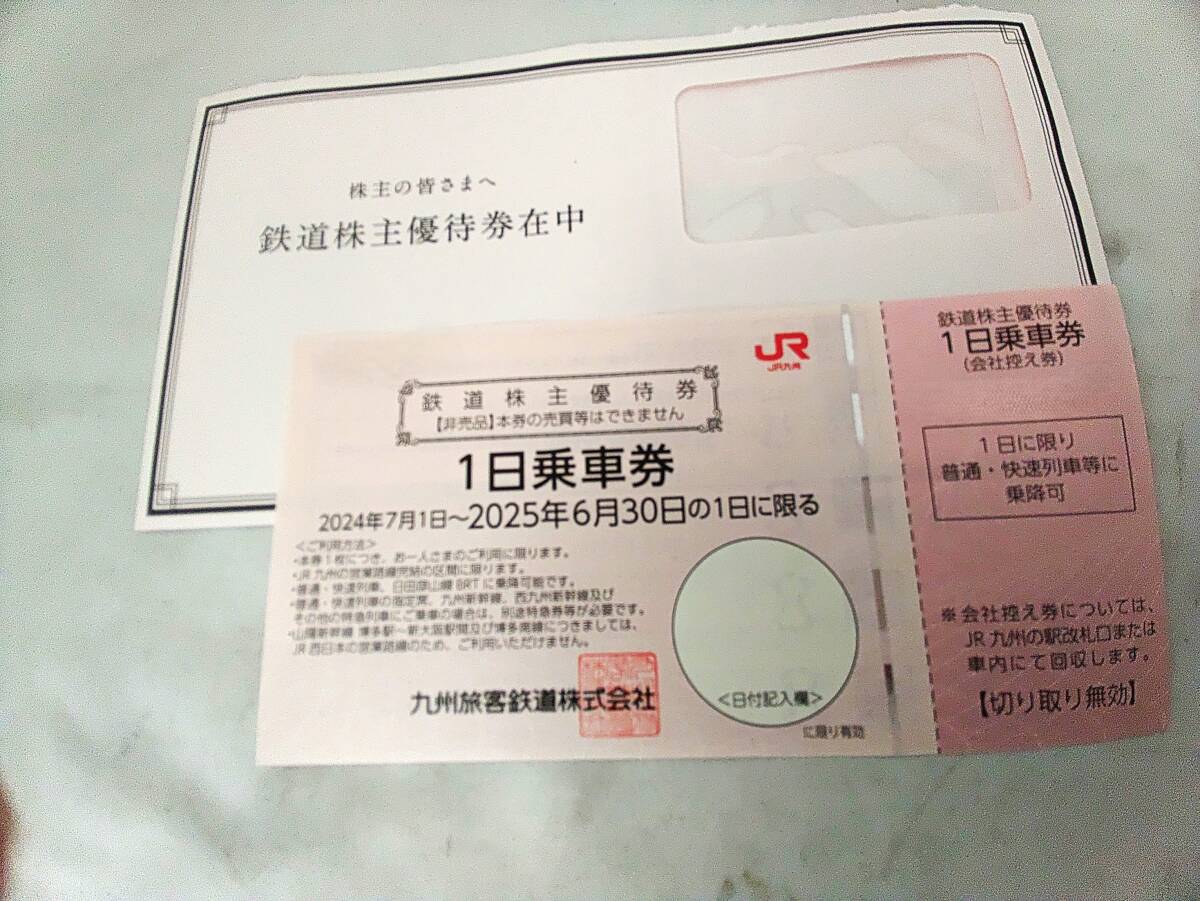 株主の皆さまへ
鉄道株主優待券在中
JR
JR九州
鉄道株主優待券
【非売品】本券の売買等はできません
1日乗車券
2024年7月1日〜2025年6月30日の1日に限る
<ご利用方法>
・本券1枚につき、お一人さまのご利用に限ります。
・JR九州の営業路線完結の区間に限ります。
・普通・快速列車、日田彦山線BRTに乗降可能です。
・普通・快速列車の指定席、九州新幹線、西九州新幹線及び
その他の特急列車にご乗車の場合は、別途特急券等が必要です。
・山陽新幹線 博多駅〜新大阪駅間及び博多南線につきましては、
JR西日本の営業路線のため、ご利用いただけません。
九州旅客鉄道株式会社
<日付記入欄>
に限り有効
鉄道株主優待券
1日乗車券
(会社控え券)
1日に限り
普通・快速列車等に
乗降可
※会社控え券については、
JR九州の駅改札口または
車内にて回収します。
【切り取り無効】